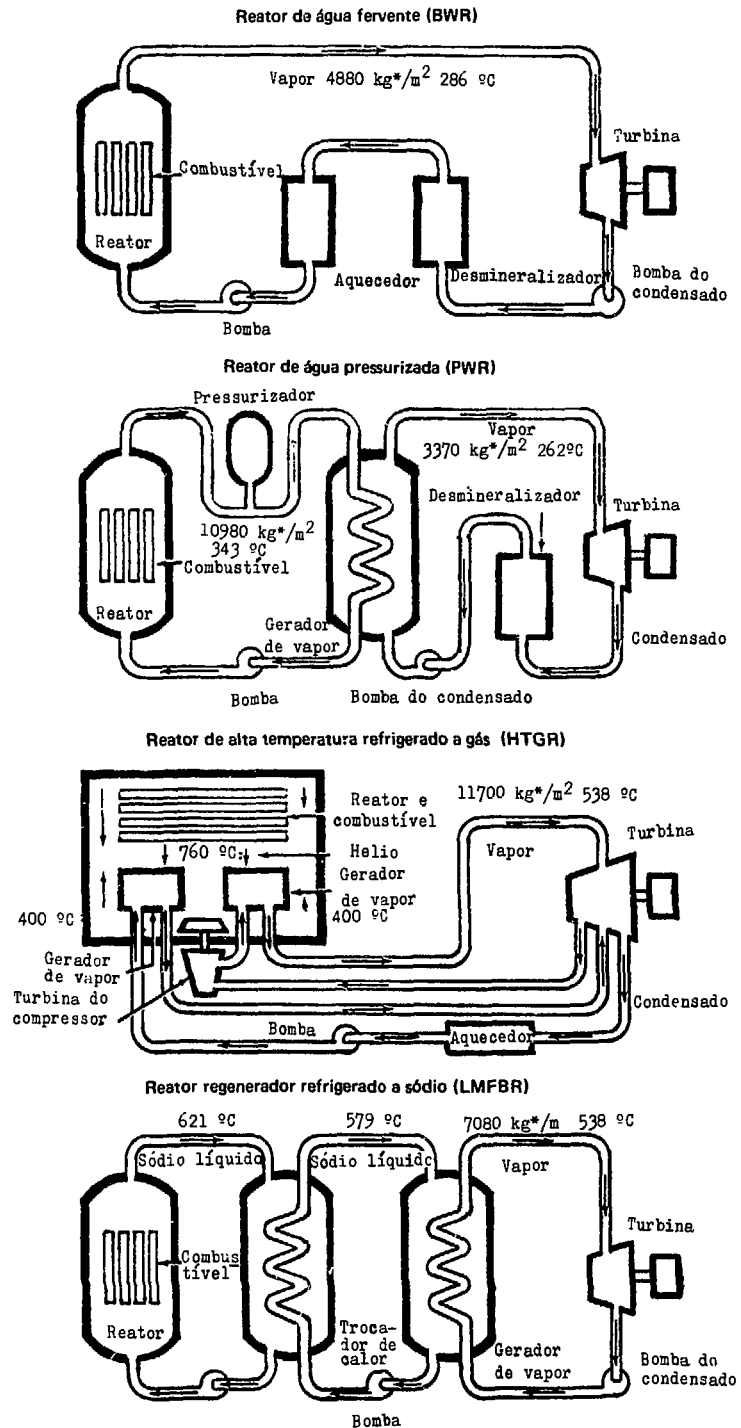 Reator de água fervente (BWR)
Vapor 4880 kg*/m² 286 ºC
Turbina
Combustível
Reator
Aquecedor
Desmineralizador
Bomba do
condensado
Bomba
Reator de água pressurizada (PWR)
Pressurizador
Vapor
3370 kg*/m² 262ºC
Desmineralizador
Turbina
10980 kg*/m²
343 ºC
Combustível
Reator
Gerador
de vapor
Condensado
Bomba
Bomba do condensado
Reator de alta temperatura refrigerado a gás (HTGR)
11700 kg*/m² 538 ºC
Reator e
combustível
Turbina
760 ºC
Helio
Vapor
Gerador
de vapor
400 ºC
400 ºC
Gerador
de vapor
Turbina do
compressor
Condensado
Bomba
Aquecedor
Reator regenerador refrigerado a sódio (LMFBR)
621 ºC
579 ºC
7080 kg*/m 538 ºC
Sódio líquido
Sódio líquido
Vapor
Turbina
Combus-
tível
Reator
Troca-
dor de
calor
Gerador
de vapor
Bomba do
condensado
Bomba